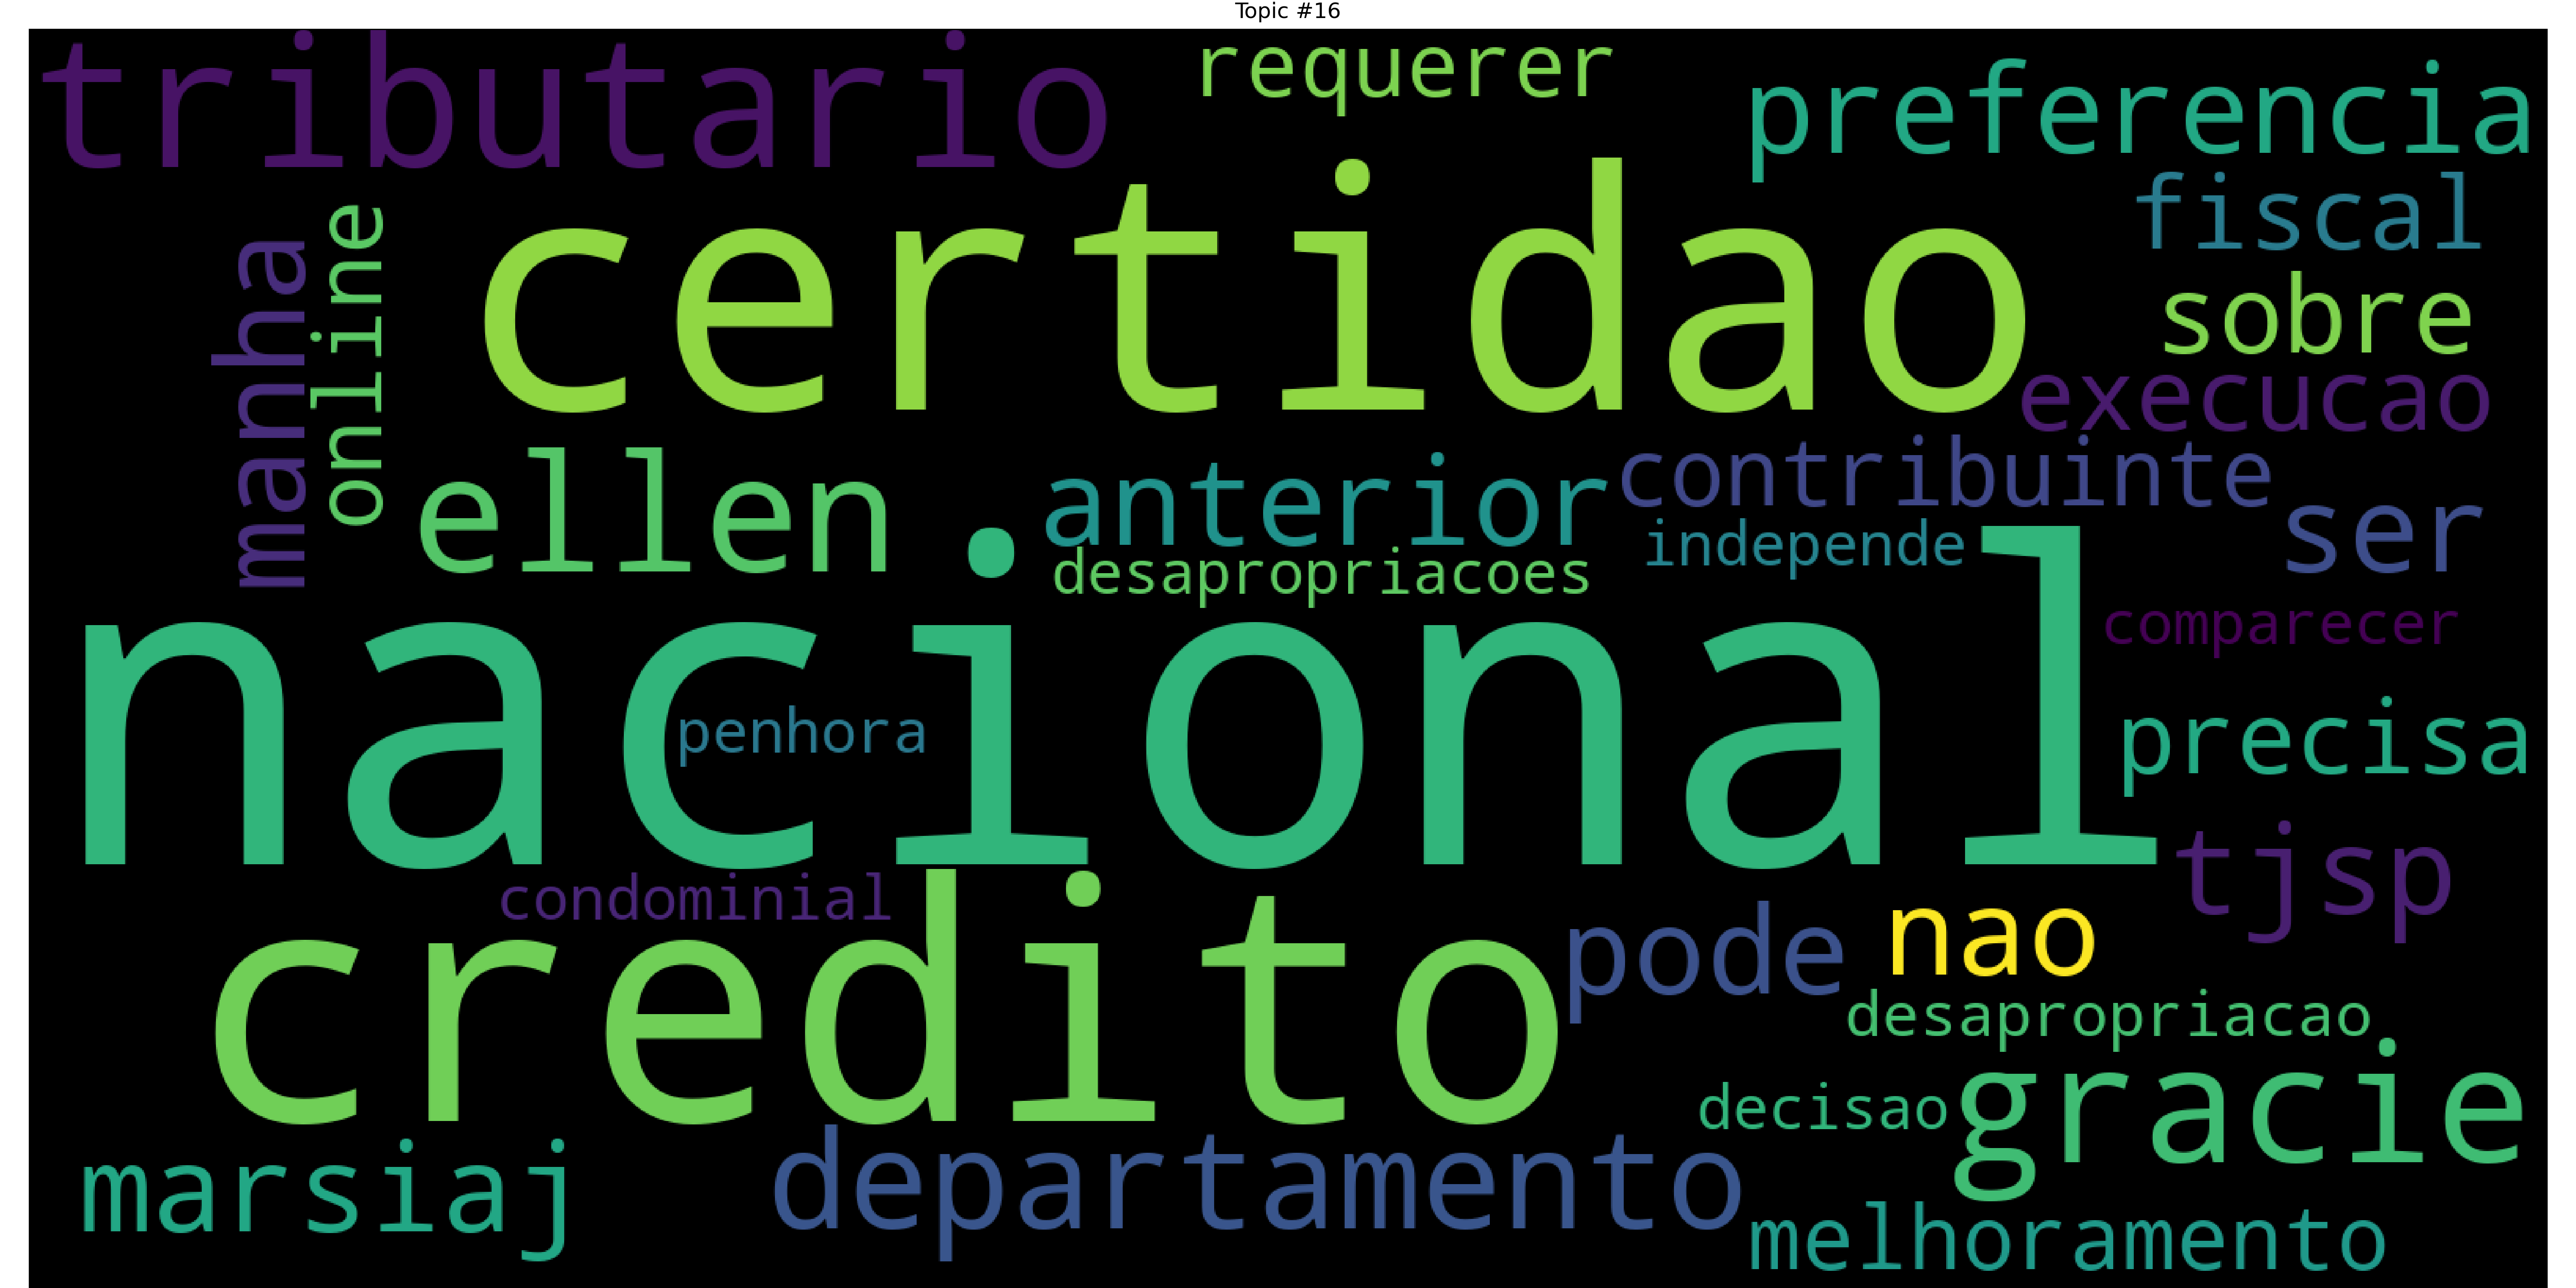 Topic #16
tributario
requerer
preferencia
certidao
fiscal
manha
online
sobre
execucao
ellen
anterior
contribuinte
ser
independe
desapropriacoes
nacional
comparecer
penhora
precisa
condominial
credito
tjsp
pode
nao
desapropriacao
decisao
gracie
marsiaj
departamento
melhoramento